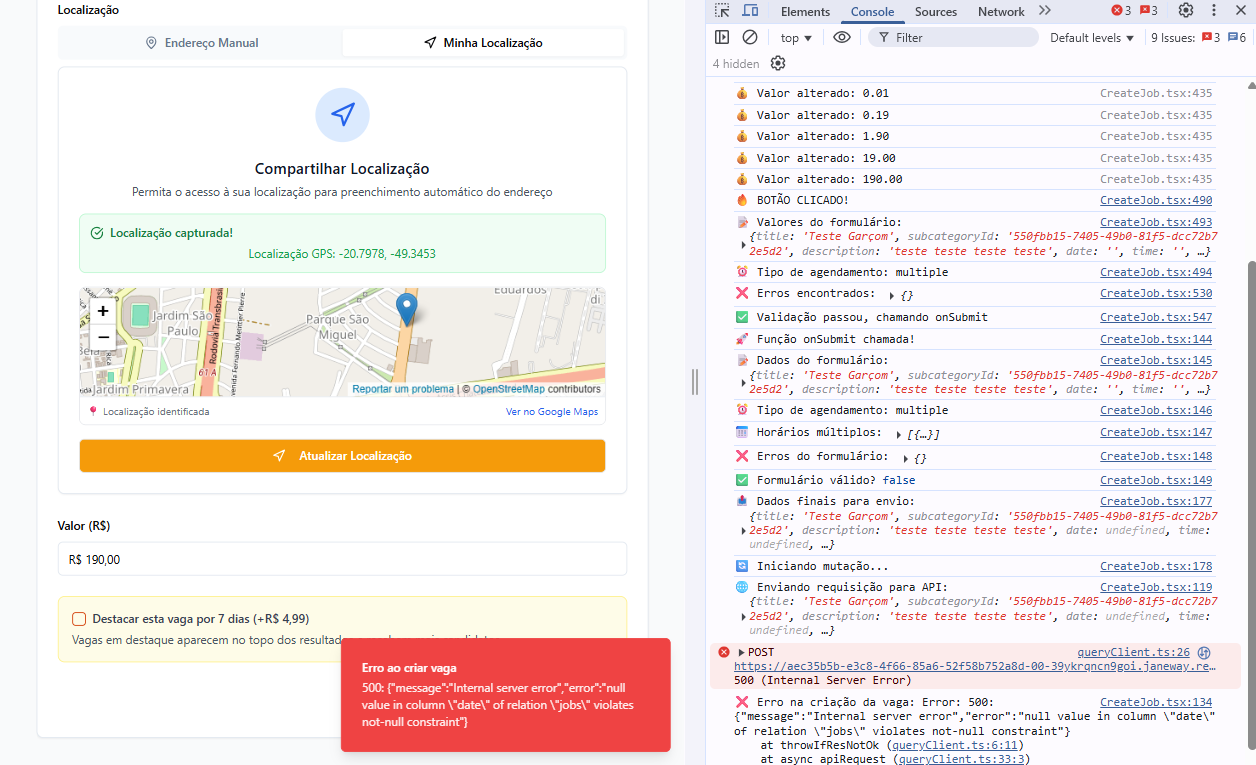 Localização
Endereço Manual
Minha Localização
Compartilhar Localização
Permita o acesso à sua localização para preenchimento automático do endereço
Localização capturada!
Localização GPS: -20.7978, -49.3453
+
−
Jardim São
Paulo
Rodovia Transbrasi
Avenida Fernando Monnier Pierre
Parque São
Miguel
Eduardo
di
61 A
Jardim Primavera
Reportar um problema | © OpenStreetMap contributors
Localização identificada
Ver no Google Maps
Atualizar Localização
Valor (R$)
R$ 190,00
Destacar esta vaga por 7 dias (+R$ 4,99)
Vagas em destaque aparecem no topo dos resultado
Erro ao criar vaga
500: {"message":"Internal server error","error":"null
value in column \"date\" of relation \"jobs\" violates
not-null constraint"}
Elements
Console
Sources
Network
3
3
top
Filter
Default levels
9 Issues:
3
6
4 hidden
Valor alterado: 0.01 CreateJob.tsx:435
Valor alterado: 0.19 CreateJob.tsx:435
Valor alterado: 1.90 CreateJob.tsx:435
Valor alterado: 19.00 CreateJob.tsx:435
Valor alterado: 190.00 CreateJob.tsx:435
BOTÃO CLICADO! CreateJob.tsx:490
Valores do formulário: CreateJob.tsx:493
{title: 'Teste Garçom', subcategoryId: '550fbb15-7405-49b0-81f5-dcc72b7
2e5d2', description: 'teste teste teste teste', date: '', time: '', …}
Tipo de agendamento: multiple CreateJob.tsx:494
Erros encontrados: {} CreateJob.tsx:530
Validação passou, chamando onSubmit CreateJob.tsx:547
Função onSubmit chamada! CreateJob.tsx:144
Dados do formulário: CreateJob.tsx:145
{title: 'Teste Garçom', subcategoryId: '550fbb15-7405-49b0-81f5-dcc72b7
2e5d2', description: 'teste teste teste teste', date: '', time: '', …}
Tipo de agendamento: multiple CreateJob.tsx:146
Horários múltiplos: [{…}] CreateJob.tsx:147
Erros do formulário: {} CreateJob.tsx:148
Formulário válido? false CreateJob.tsx:149
Dados finais para envio: CreateJob.tsx:177
{title: 'Teste Garçom', subcategoryId: '550fbb15-7405-49b0-81f5-dcc72b7
2e5d2', description: 'teste teste teste teste', date: undefined, time:
undefined, …}
Iniciando mutação... CreateJob.tsx:178
Enviando requisição para API: CreateJob.tsx:119
{title: 'Teste Garçom', subcategoryId: '550fbb15-7405-49b0-81f5-dcc72b7
2e5d2', description: 'teste teste teste teste', date: undefined, time:
undefined, …}
POST queryClient.ts:26
https://aec35b5b-e3c8-4f66-85a6-52f58b752a8d-00-39ykrqncn9goi.janeway.re…
500 (Internal Server Error)
Erro na criação da vaga: Error: 500: CreateJob.tsx:134
{"message":"Internal server error","error":"null value in column \"date\"
of relation \"jobs\" violates not-null constraint"}
at throwIfResNotOk (queryClient.ts:6:11)
at async apiRequest (queryClient.ts:33:3)